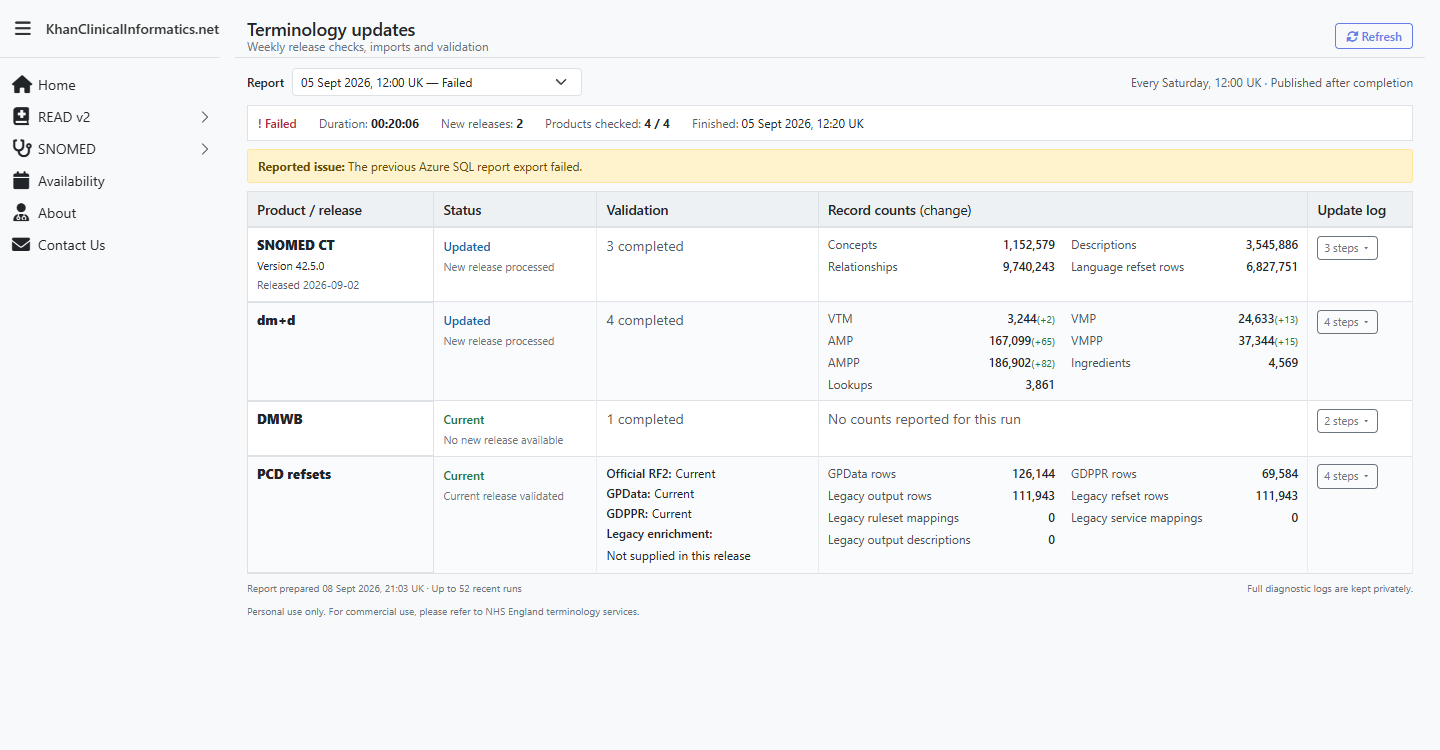 KhanClinicalInformatics.net
Home
READ v2
SNOMED
Availability
About
Contact Us
Terminology updates
Weekly release checks, imports and validation
Refresh
Report 05 Sept 2026, 12:00 UK — Failed
Every Saturday, 12:00 UK · Published after completion
! Failed Duration: 00:20:06 New releases: 2 Products checked: 4 / 4 Finished: 05 Sept 2026, 12:20 UK
Reported issue: The previous Azure SQL report export failed.
Product / release Status Validation Record counts (change) Update log
SNOMED CT
Version 42.5.0
Released 2026-09-02
Updated
New release processed
3 completed
Concepts 1,152,579 Descriptions 3,545,886
Relationships 9,740,243 Language refset rows 6,827,751
3 steps
dm+d
Updated
New release processed
4 completed
VTM 3,244(+2) VMP 24,633(+13)
AMP 167,099(+65) VMPP 37,344(+15)
AMPP 186,902(+82) Ingredients 4,569
Lookups 3,861
4 steps
DMWB
Current
No new release available
1 completed
No counts reported for this run
2 steps
PCD refsets
Current
Current release validated
Official RF2: Current
GPData: Current
GDPPR: Current
Legacy enrichment:
Not supplied in this release
GPData rows 126,144 GDPPR rows 69,584
Legacy output rows 111,943 Legacy refset rows 111,943
Legacy ruleset mappings 0 Legacy service mappings 0
Legacy output descriptions 0
4 steps
Report prepared 08 Sept 2026, 21:03 UK · Up to 52 recent runs
Full diagnostic logs are kept privately.
Personal use only. For commercial use, please refer to NHS England terminology services.